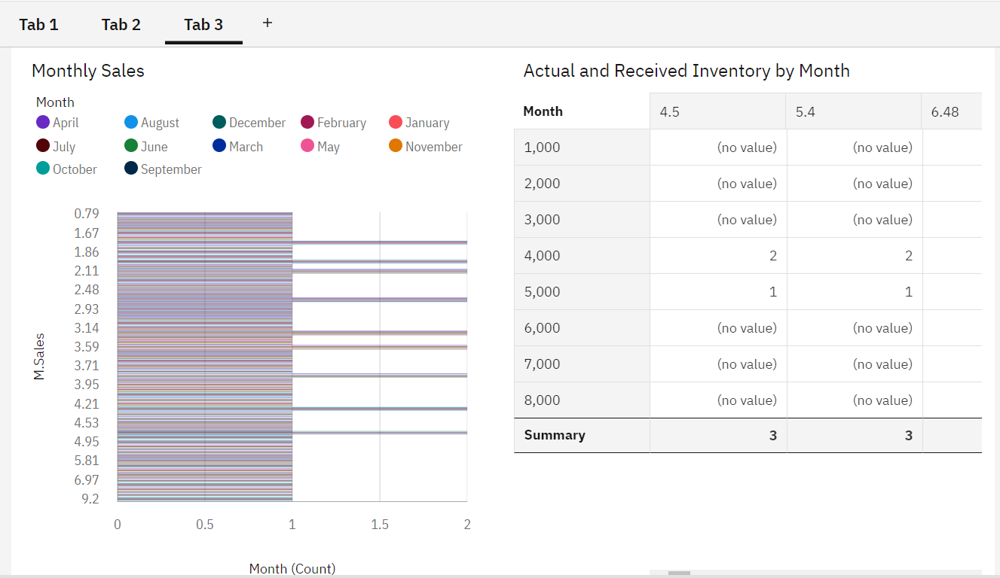 Tab 1 Tab 2 Tab 3 +
Monthly Sales
Month
April August December February January
July June March May November
October September
M.Sales
0.79
1.67
1.86
2.11
2.48
2.93
3.14
3.59
3.71
3.95
4.21
4.53
4.95
5.81
6.97
9.2
0 0.5 1 1.5 2
Month (Count)
Actual and Received Inventory by Month
Month 4.5 5.4 6.48
1,000 (no value) (no value)
2,000 (no value) (no value)
3,000 (no value) (no value)
4,000 2 2
5,000 1 1
6,000 (no value) (no value)
7,000 (no value) (no value)
8,000 (no value) (no value)
Summary 3 3